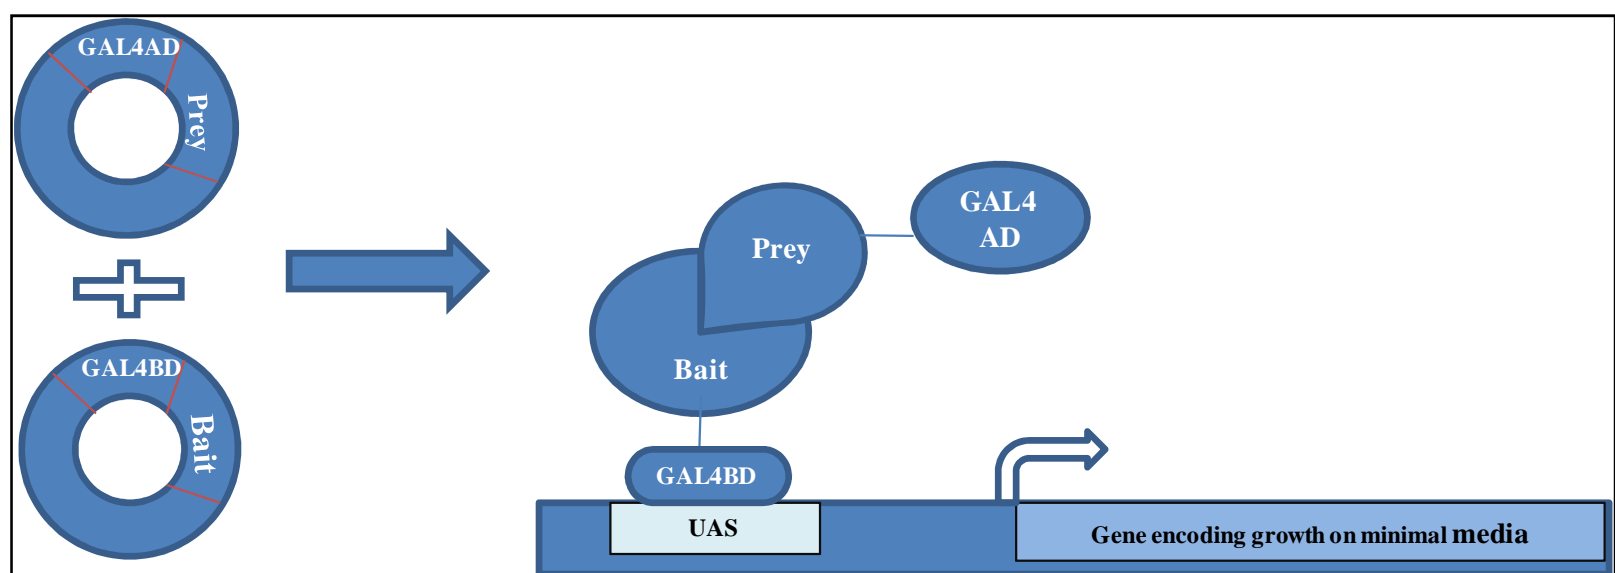 GAL4AD
Prey
GAL4BD
Bait
GAL4
AD
Prey
Bait
GAL4BD
UAS
Gene encoding growth on minimal media